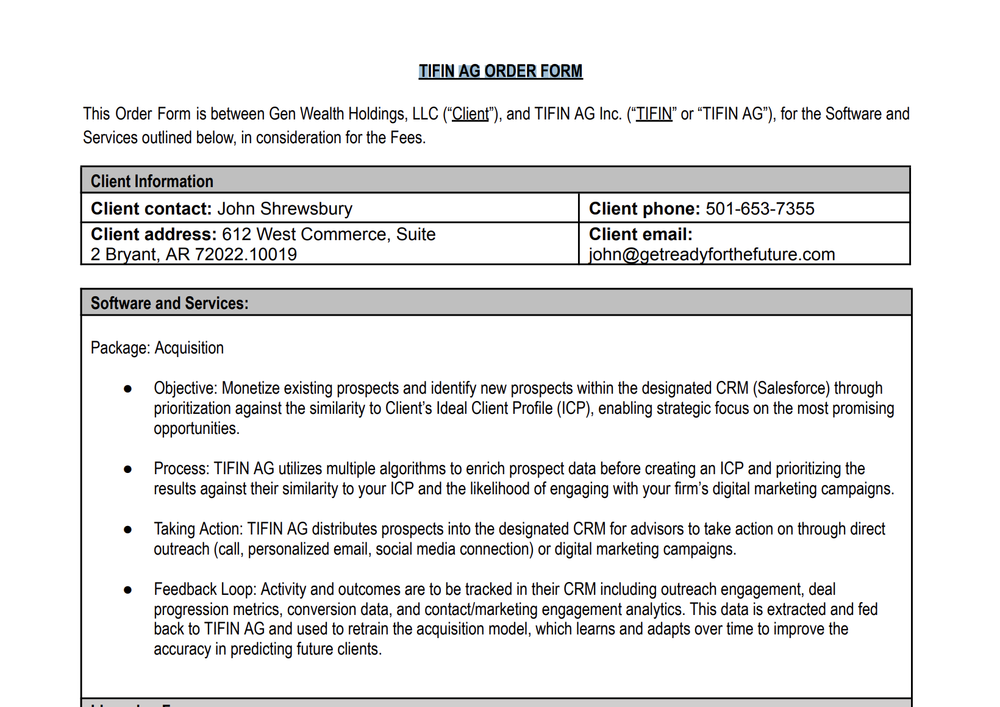 TIFIN AG ORDER FORM
This Order Form is between Gen Wealth Holdings, LLC (“Client”), and TIFIN AG Inc. (“TIFIN” or “TIFIN AG”), for the Software and
Services outlined below, in consideration for the Fees.
Client Information
Client contact: John Shrewsbury
Client phone: 501-653-7355
Client address: 612 West Commerce, Suite
2 Bryant, AR 72022.10019
Client email:
john@getreadyforthefuture.com
Software and Services:
Package: Acquisition
● Objective: Monetize existing prospects and identify new prospects within the designated CRM (Salesforce) through
prioritization against the similarity to Client’s Ideal Client Profile (ICP), enabling strategic focus on the most promising
opportunities.
● Process: TIFIN AG utilizes multiple algorithms to enrich prospect data before creating an ICP and prioritizing the
results against their similarity to your ICP and the likelihood of engaging with your firm’s digital marketing campaigns.
● Taking Action: TIFIN AG distributes prospects into the designated CRM for advisors to take action on through direct
outreach (call, personalized email, social media connection) or digital marketing campaigns.
● Feedback Loop: Activity and outcomes are to be tracked in their CRM including outreach engagement, deal
progression metrics, conversion data, and contact/marketing engagement analytics. This data is extracted and fed
back to TIFIN AG and used to retrain the acquisition model, which learns and adapts over time to improve the
accuracy in predicting future clients.